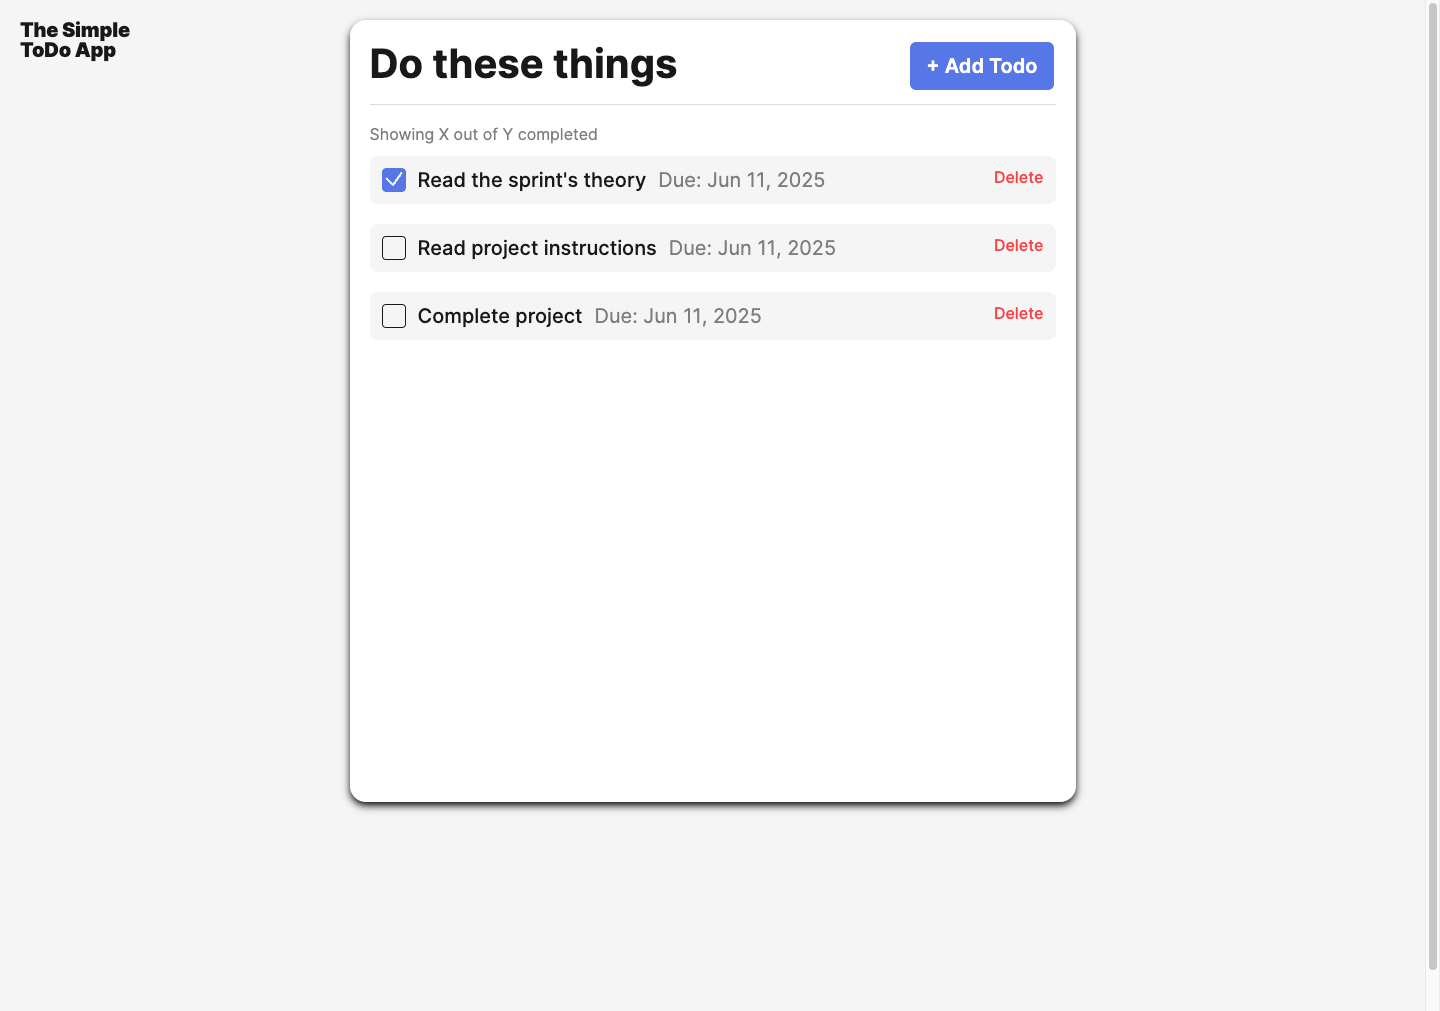 The Simple
ToDo App
Do these things
+ Add Todo
Showing X out of Y completed
Read the sprint's theory Due: Jun 11, 2025 Delete
Read project instructions Due: Jun 11, 2025 Delete
Complete project Due: Jun 11, 2025 Delete